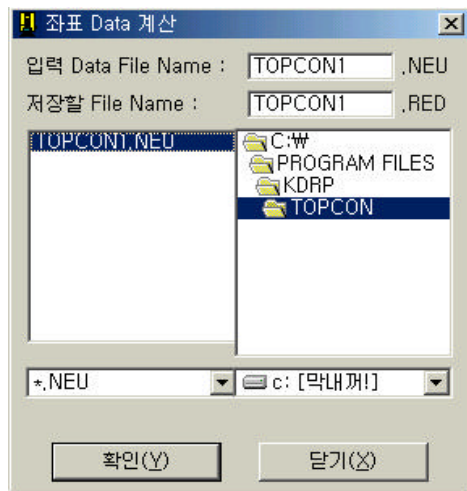 좌표 Data 계산
입력 Data File Name : TOPCON1 .NEU
저장할 File Name : TOPCON1 .RED
TOPCON1.NEU
C:₩
PROGRAM FILES
KDRP
TOPCON
*.NEU
c: [막내꺼!]
확인(Y)
닫기(X)